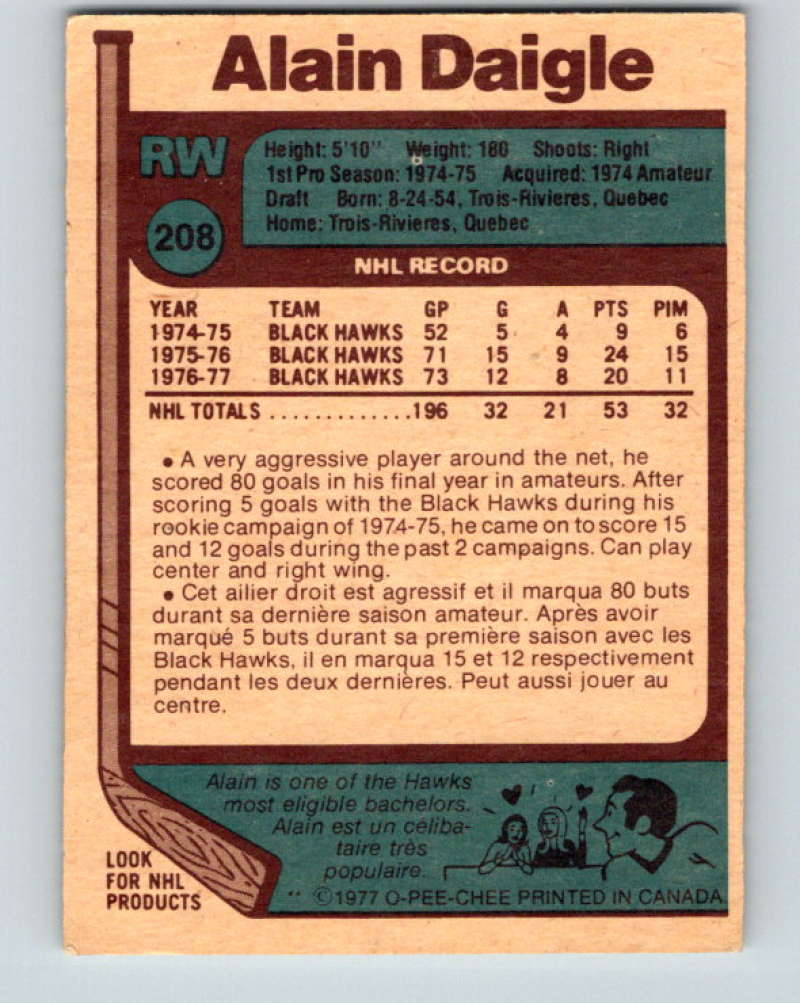 Alain Daigle
RW
208
Height: 5'10" Weight: 180 Shoots: Right
1st Pro Season: 1974-75 Acquired: 1974 Amateur
Draft Born: 8-24-54, Trois-Rivieres, Quebec
Home: Trois-Rivieres, Quebec
NHL RECORD
YEAR TEAM GP G A PTS PIM
1974-75 BLACK HAWKS 52 5 4 9 6
1975-76 BLACK HAWKS 71 15 9 24 15
1976-77 BLACK HAWKS 73 12 8 20 11
NHL TOTALS .............196 32 21 53 32
• A very aggressive player around the net, he
scored 80 goals in his final year in amateurs. After
scoring 5 goals with the Black Hawks during his
rookie campaign of 1974-75, he came on to score 15
and 12 goals during the past 2 campaigns. Can play
center and right wing.
• Cet ailier droit est agressif et il marqua 80 buts
durant sa dernière saison amateur. Après avoir
marqué 5 buts durant sa première saison avec les
Black Hawks, il en marqua 15 et 12 respectivement
pendant les deux dernières. Peut aussi jouer au
centre.
Alain is one of the Hawks
most eligible bachelors.
Alain est un céliba-
taire très
populaire.
LOOK
FOR NHL
PRODUCTS
** ©1977 O-PEE-CHEE PRINTED IN CANADA